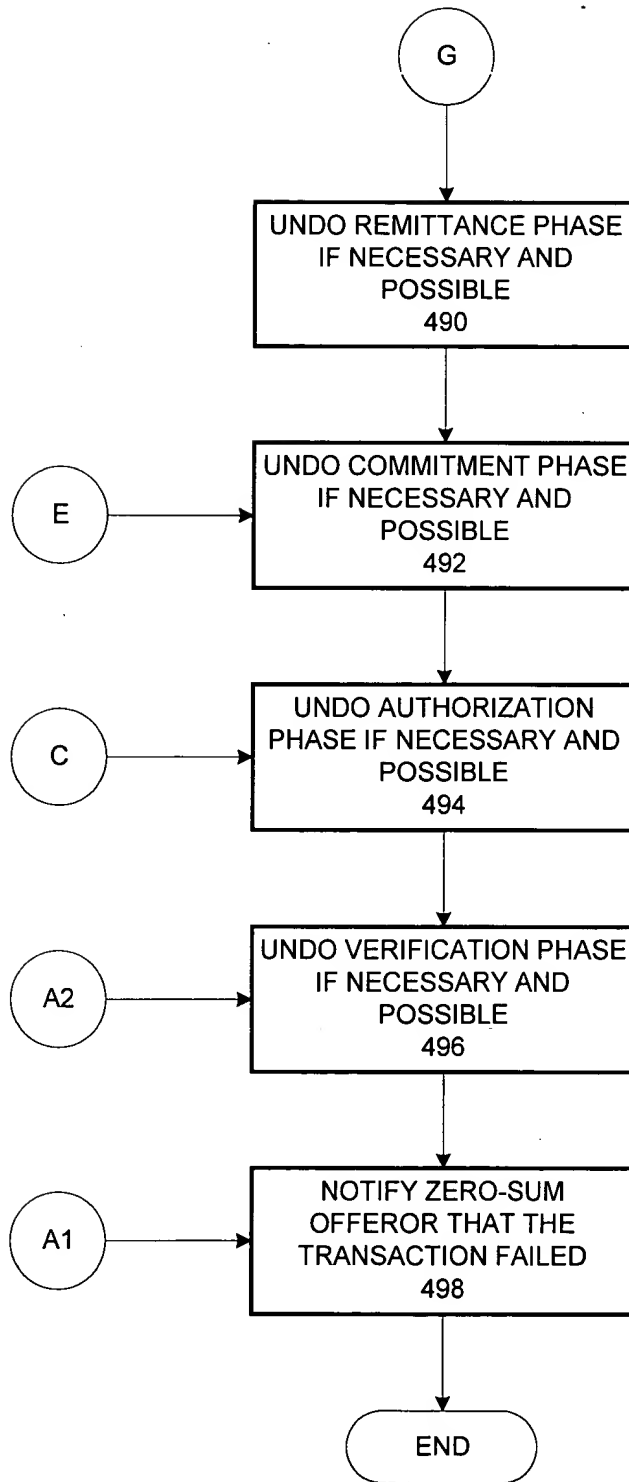 G
UNDO REMITTANCE PHASE
IF NECESSARY AND
POSSIBLE
490
E
UNDO COMMITMENT PHASE
IF NECESSARY AND
POSSIBLE
492
C
UNDO AUTHORIZATION
PHASE IF NECESSARY AND
POSSIBLE
494
A2
UNDO VERIFICATION PHASE
IF NECESSARY AND
POSSIBLE
496
A1
NOTIFY ZERO-SUM
OFFEROR THAT THE
TRANSACTION FAILED
498
END